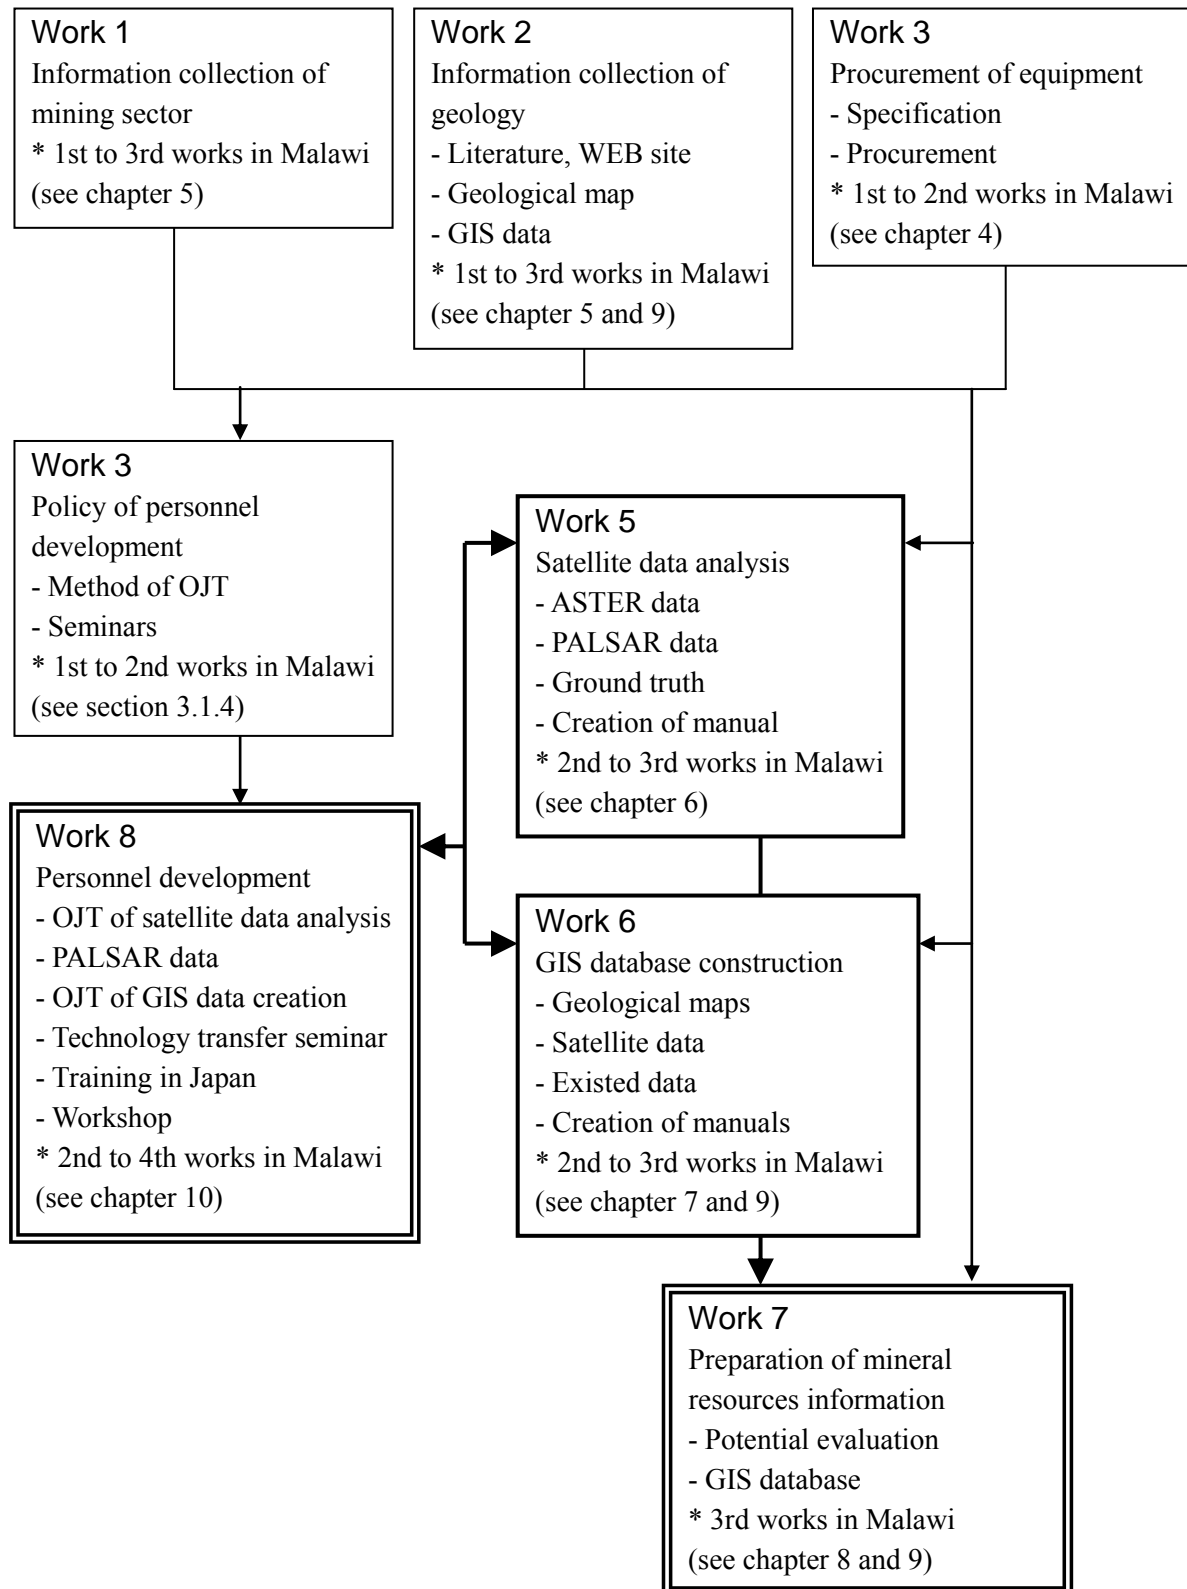 Work 1
Information collection of
mining sector
* 1st to 3rd works in Malawi
(see chapter 5)
Work 2
Information collection of
geology
- Literature, WEB site
- Geological map
- GIS data
* 1st to 3rd works in Malawi
(see chapter 5 and 9)
Work 3
Procurement of equipment
- Specification
- Procurement
* 1st to 2nd works in Malawi
(see chapter 4)
Work 3
Policy of personnel
development
- Method of OJT
- Seminars
* 1st to 2nd works in Malawi
(see section 3.1.4)
Work 5
Satellite data analysis
- ASTER data
- PALSAR data
- Ground truth
- Creation of manual
* 2nd to 3rd works in Malawi
(see chapter 6)
Work 8
Personnel development
- OJT of satellite data analysis
- PALSAR data
- OJT of GIS data creation
- Technology transfer seminar
- Training in Japan
- Workshop
* 2nd to 4th works in Malawi
(see chapter 10)
Work 6
GIS database construction
- Geological maps
- Satellite data
- Existed data
- Creation of manuals
* 2nd to 3rd works in Malawi
(see chapter 7 and 9)
Work 7
Preparation of mineral
resources information
- Potential evaluation
- GIS database
* 3rd works in Malawi
(see chapter 8 and 9)